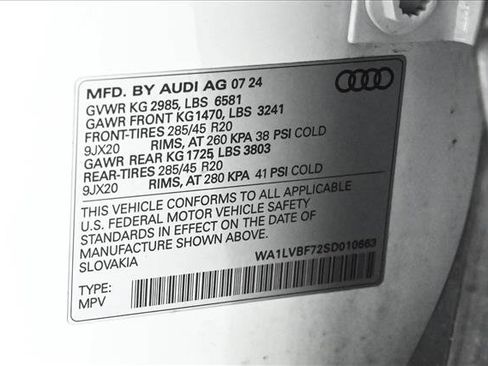 MFD. BY AUDI AG 07 24
GVWR KG 2985, LBS 6581
GAWR FRONT KG1470, LBS 3241
FRONT-TIRES 285/45 R20
9JX20 RIMS, AT 260 KPA 38 PSI COLD
GAWR REAR KG 1725, LBS 3803
REAR-TIRES 285/45 R20
9JX20 RIMS, AT 280 KPA 41 PSI COLD
THIS VEHICLE CONFORMS TO ALL APPLICABLE
U.S. FEDERAL MOTOR VEHICLE SAFETY
STANDARDS IN EFFECT ON THE DATE OF
MANUFACTURE SHOWN ABOVE.
SLOVAKIA WA1LVBF72SD010663
TYPE:
MPV